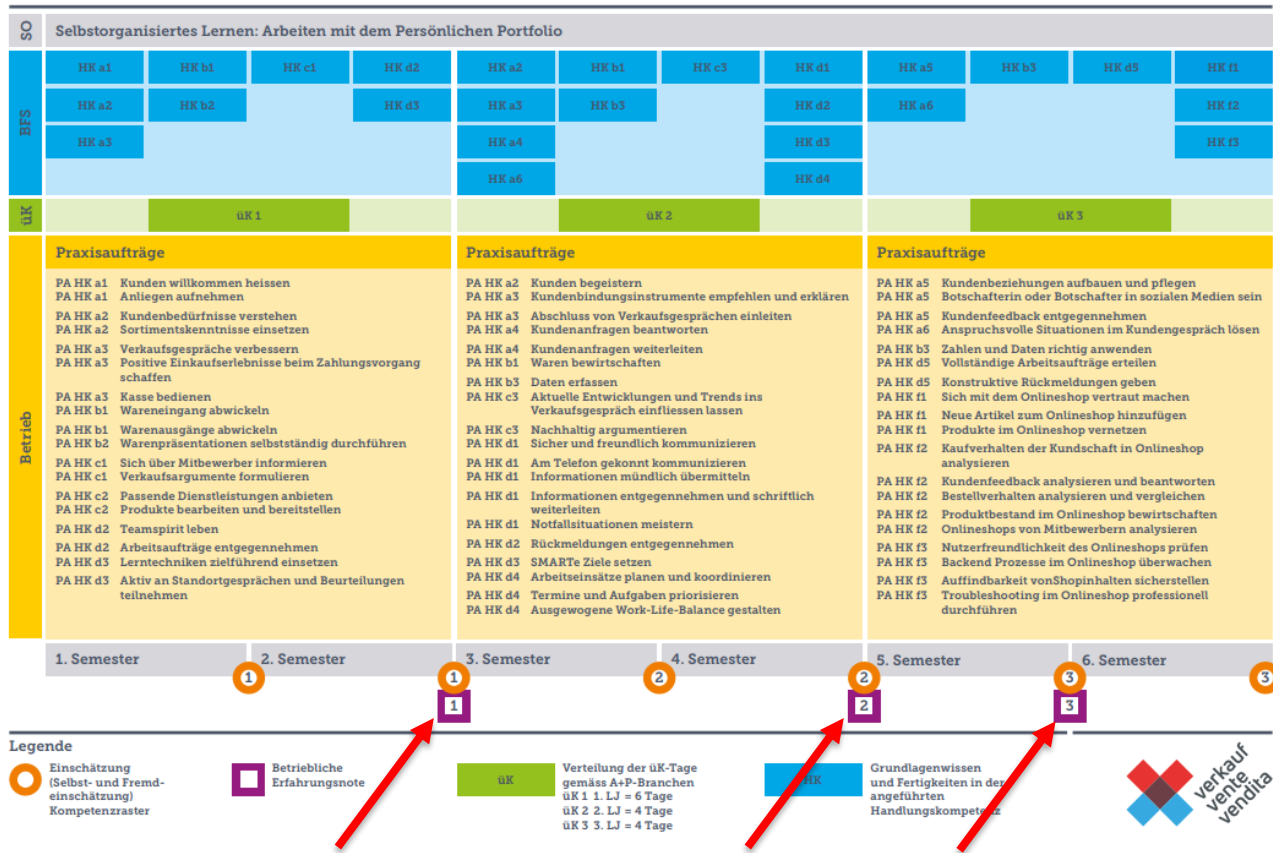 SO
Selbstorganisiertes Lernen: Arbeiten mit dem Persönlichen Portfolio
BFS
HK a1 HK b1 HK c1 HK d2 HK a2 HK b1 HK c3 HK d1 HK a5 HK b3 HK d5 HK f1
HK a2 HK b2 HK d3 HK a3 HK b3 HK d2 HK a6 HK f2
HK a3 HK a4 HK d3 HK f3
HK a6 HK d4
üK
üK 1 üK 2 üK 3
Betrieb
Praxisaufträge
PA HK a1 Kunden willkommen heissen
PA HK a1 Anliegen aufnehmen
PA HK a2 Kundenbedürfnisse verstehen
PA HK a2 Sortimentskenntnisse einsetzen
PA HK a3 Verkaufsgespräche verbessern
PA HK a3 Positive Einkaufserlebnisse beim Zahlungsvorgang
schaffen
PA HK a3 Kasse bedienen
PA HK b1 Wareneingang abwickeln
PA HK b1 Warenausgänge abwickeln
PA HK b2 Warenpräsentationen selbstständig durchführen
PA HK c1 Sich über Mitbewerber informieren
PA HK c1 Verkaufsargumente formulieren
PA HK c2 Passende Dienstleistungen anbieten
PA HK c2 Produkte bearbeiten und bereitstellen
PA HK d2 Teamspirit leben
PA HK d2 Arbeitsaufträge entgegennehmen
PA HK d3 Lerntechniken zielführend einsetzen
PA HK d3 Aktiv an Standortgesprächen und Beurteilungen
teilnehmen
Praxisaufträge
PA HK a2 Kunden begeistern
PA HK a3 Kundenbindungsinstrumente empfehlen und erklären
PA HK a3 Abschluss von Verkaufsgesprächen einleiten
PA HK a4 Kundenanfragen beantworten
PA HK a4 Kundenanfragen weiterleiten
PA HK b1 Waren bewirtschaften
PA HK b3 Daten erfassen
PA HK c3 Aktuelle Entwicklungen und Trends ins
Verkaufsgespräch einfliessen lassen
PA HK c3 Nachhaltig argumentieren
PA HK d1 Sicher und freundlich kommunizieren
PA HK d1 Am Telefon gekonnt kommunizieren
PA HK d1 Informationen mündlich übermitteln
PA HK d1 Informationen entgegennehmen und schriftlich
weiterleiten
PA HK d1 Notfallsituationen meistern
PA HK d2 Rückmeldungen entgegennehmen
PA HK d3 SMARTe Ziele setzen
PA HK d4 Arbeitseinsätze planen und koordinieren
PA HK d4 Termine und Aufgaben priorisieren
PA HK d4 Ausgewogene Work-Life-Balance gestalten
Praxisaufträge
PA HK a5 Kundenbeziehungen aufbauen und pflegen
PA HK a5 Botschafterin oder Botschafter in sozialen Medien sein
PA HK a5 Kundenfeedback entgegennehmen
PA HK a6 Anspruchsvolle Situationen im Kundengespräch lösen
PA HK b3 Zahlen und Daten richtig anwenden
PA HK d5 Vollständige Arbeitsaufträge erteilen
PA HK d5 Konstruktive Rückmeldungen geben
PA HK f1 Sich mit dem Onlineshop vertraut machen
PA HK f1 Neue Artikel zum Onlineshop hinzufügen
PA HK f1 Produkte im Onlineshop vernetzen
PA HK f2 Kaufverhalten der Kundschaft in Onlineshop
analysieren
PA HK f2 Kundenfeedback analysieren und beantworten
PA HK f2 Bestellverhalten analysieren und vergleichen
PA HK f2 Produktbestand im Onlineshop bewirtschaften
PA HK f2 Onlineshops von Mitbewerbern analysieren
PA HK f3 Nutzerfreundlichkeit des Onlineshops prüfen
PA HK f3 Backend Prozesse im Onlineshop überwachen
PA HK f3 Auffindbarkeit vonShopinhalten sicherstellen
PA HK f3 Troubleshooting im Onlineshop professionell
durchführen
1. Semester 2. Semester 3. Semester 4. Semester 5. Semester 6. Semester
1 1 2 2 3 3
1 2 3
Legende
Einschätzung
(Selbst- und Fremd-
einschätzung)
Kompetenzraster
Betriebliche
Erfahrungsnote
üK
Verteilung der üK-Tage
gemäss A+P-Branchen
üK 1 1. LJ = 6 Tage
üK 2 2. LJ = 4 Tage
üK 3 3. LJ = 4 Tage
HK
Grundlagenwissen
und Fertigkeiten in der
angeführten
Handlungskompetenz
verkauf
vente
vendita